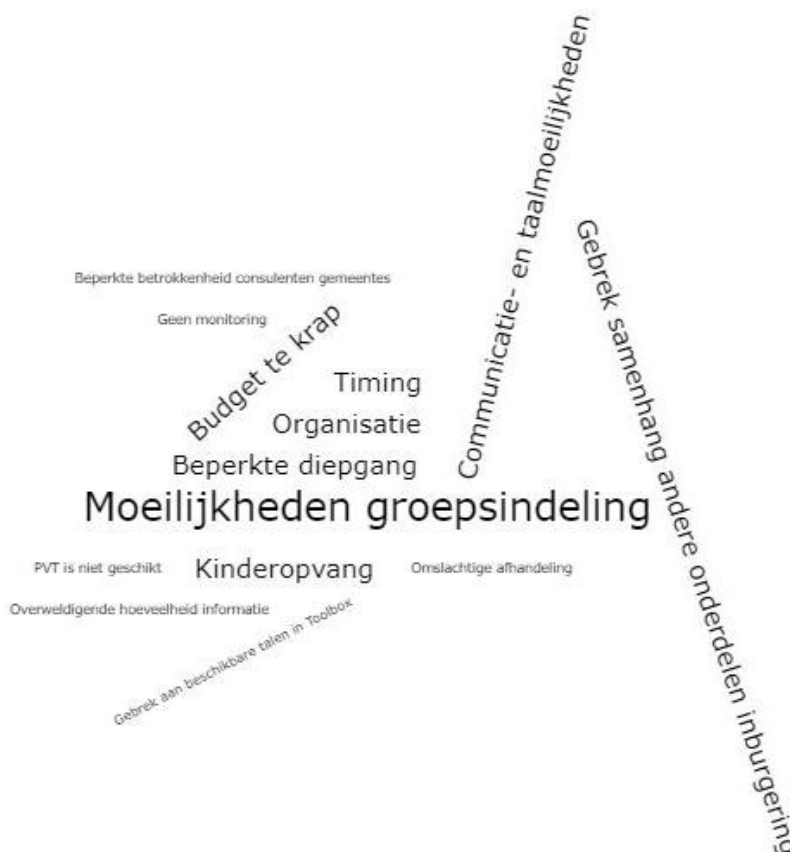 Communicatie- en taalmoeilijkheden
Gebrek samenhang andere onderdelen inburgering
Beperkte betrokkenheid consulenten gemeentes
Geen monitoring
Budget te krap
Timing
Organisatie
Beperkte diepgang
Moeilijkheden groepsindeling
PVT is niet geschikt
Kinderopvang
Omslachtige afhandeling
Overweldigende hoeveelheid informatie
Gebrek aan beschikbare talen in Toolbox